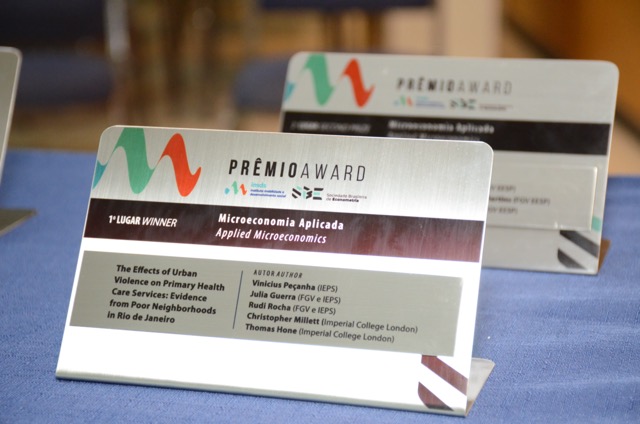 PRÊMIOAWARD
imds
SBE
Sociedade Brasileira
de Econometria
1º LUGAR WINNER
Microeconomia Aplicada
Applied Microeconomics
The Effects of Urban
Violence on Primary Health
Care Services: Evidence
from Poor Neighborhoods
in Rio de Janeiro
AUTOR AUTHOR
Vinicius Peçanha (IEPS)
Julia Guerra (FGV e IEPS)
Rudi Rocha (FGV e IEPS)
Christopher Millett (Imperial College London)
Thomas Hone (Imperial College London)
PRÊMIOAWARD
Microeconomia Aplicada